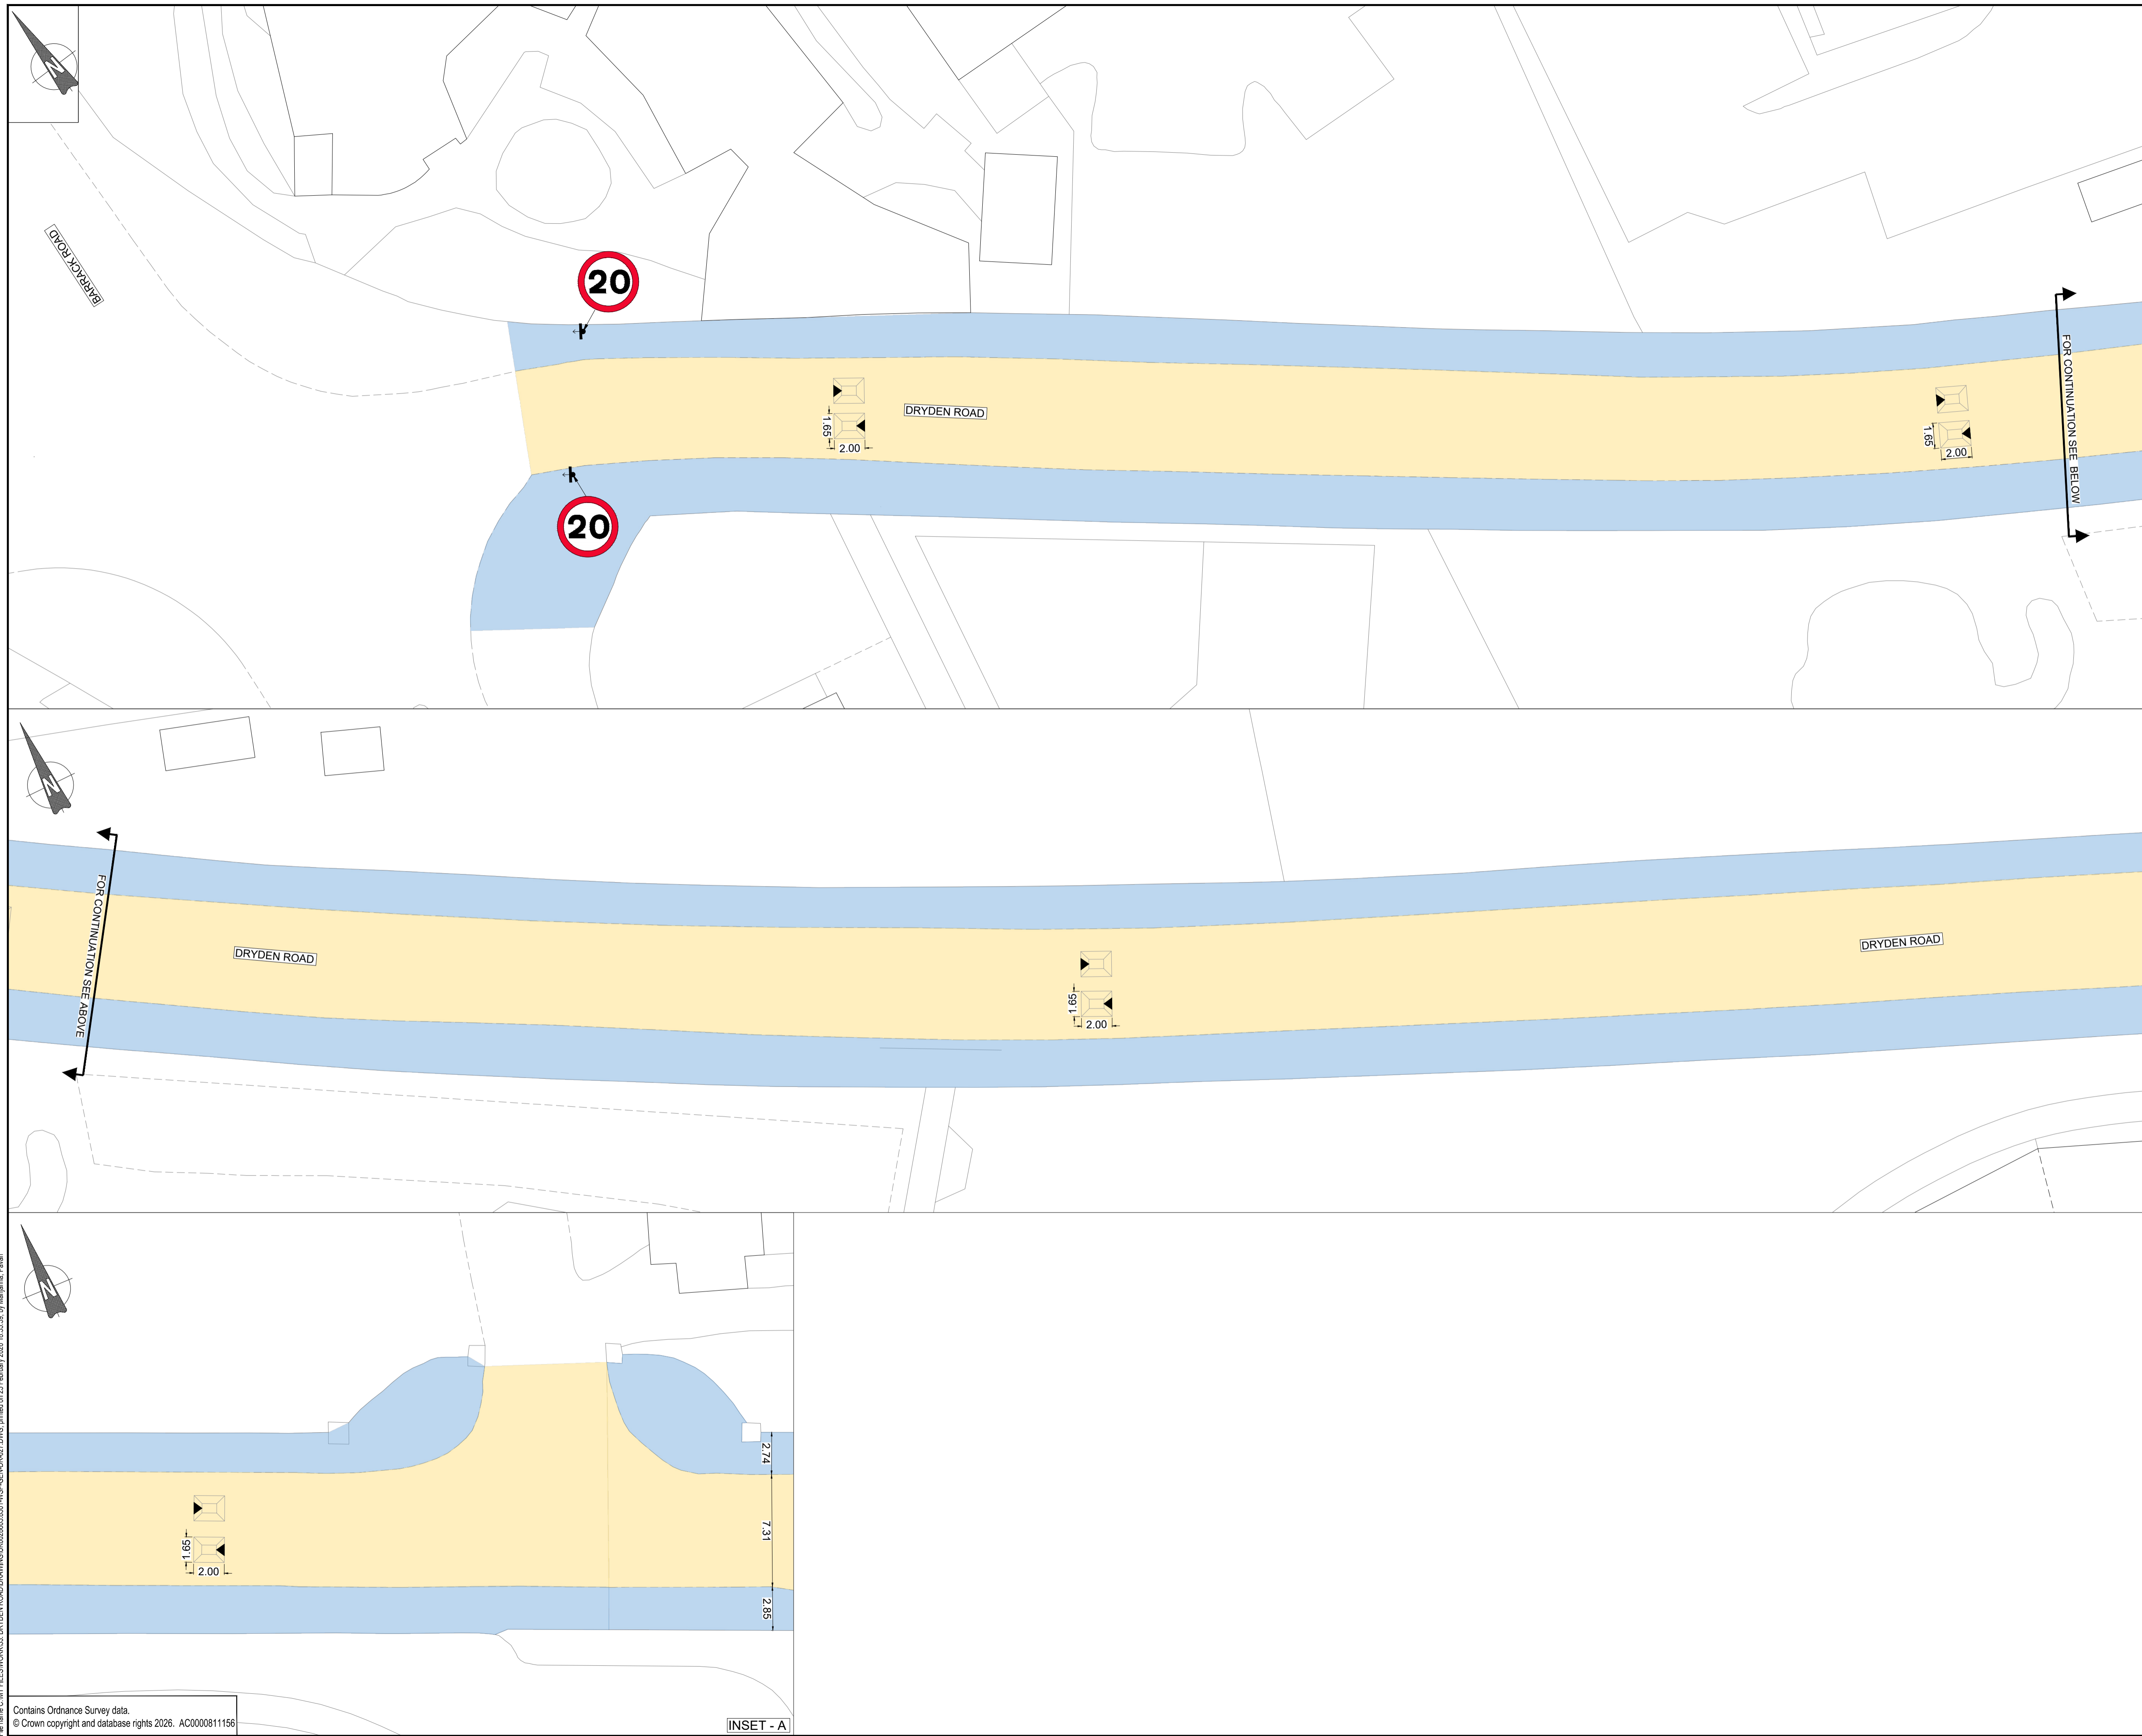 N
BARRACK ROAD
20
1.65
2.00
DRYDEN ROAD
20
1.65
2.00
FOR CONTINUATION SEE BELOW
N
FOR CONTINUATION SEE ABOVE
DRYDEN ROAD
1.65
2.00
DRYDEN ROAD
N
2.74
7.31
2.85
1.65
2.00
Contains Ordnance Survey data.
© Crown copyright and database rights 2026. AC0000811156
INSET - A